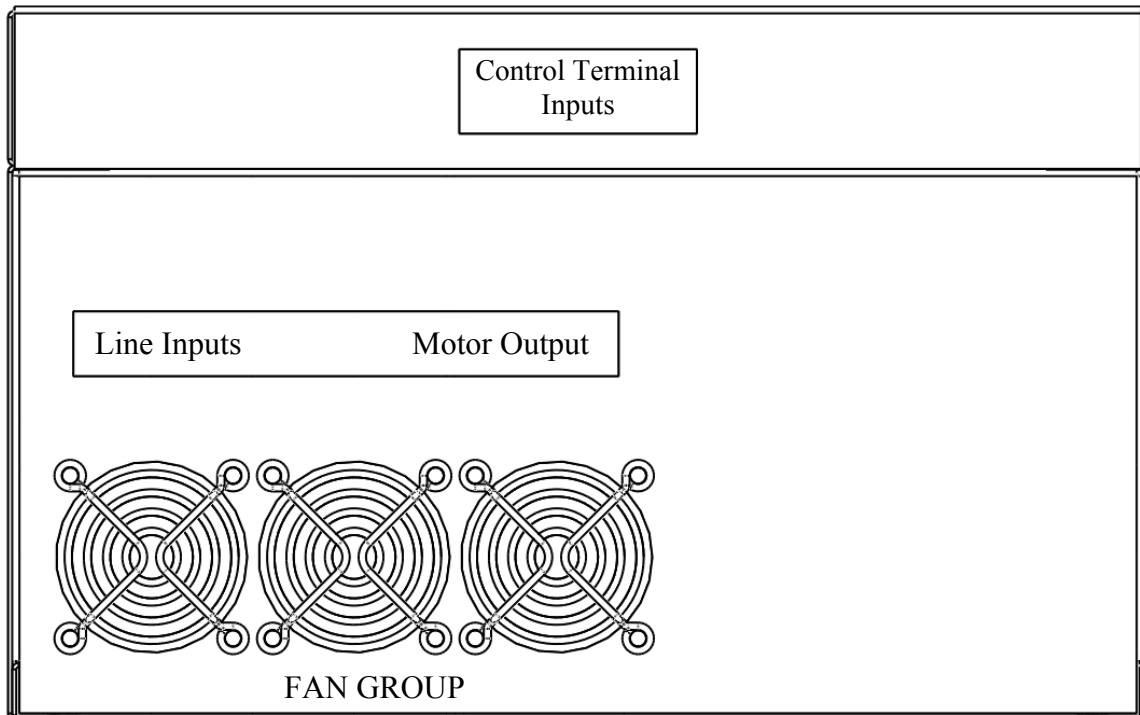 Control Terminal
Inputs
Line Inputs Motor Output
FAN GROUP